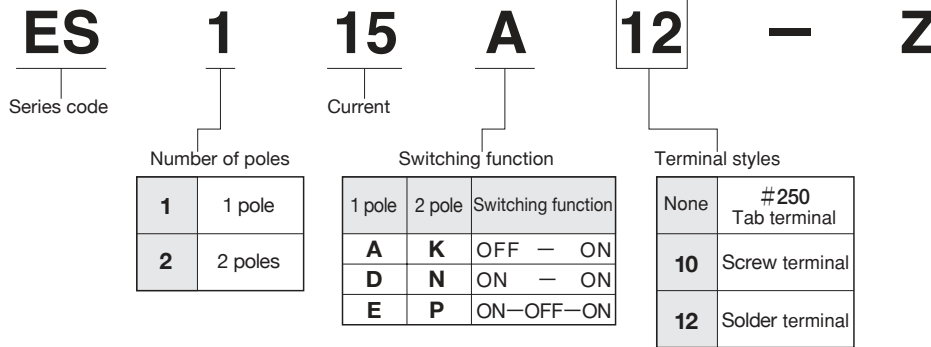 ES 1 15 A 12 — Z
Series code
Current
Number of poles
1 1 pole
2 2 poles
Switching function
1 pole 2 pole Switching function
A K OFF — ON
D N ON — ON
E P ON—OFF—ON
Terminal styles
None #250 Tab terminal
10 Screw terminal
12 Solder terminal